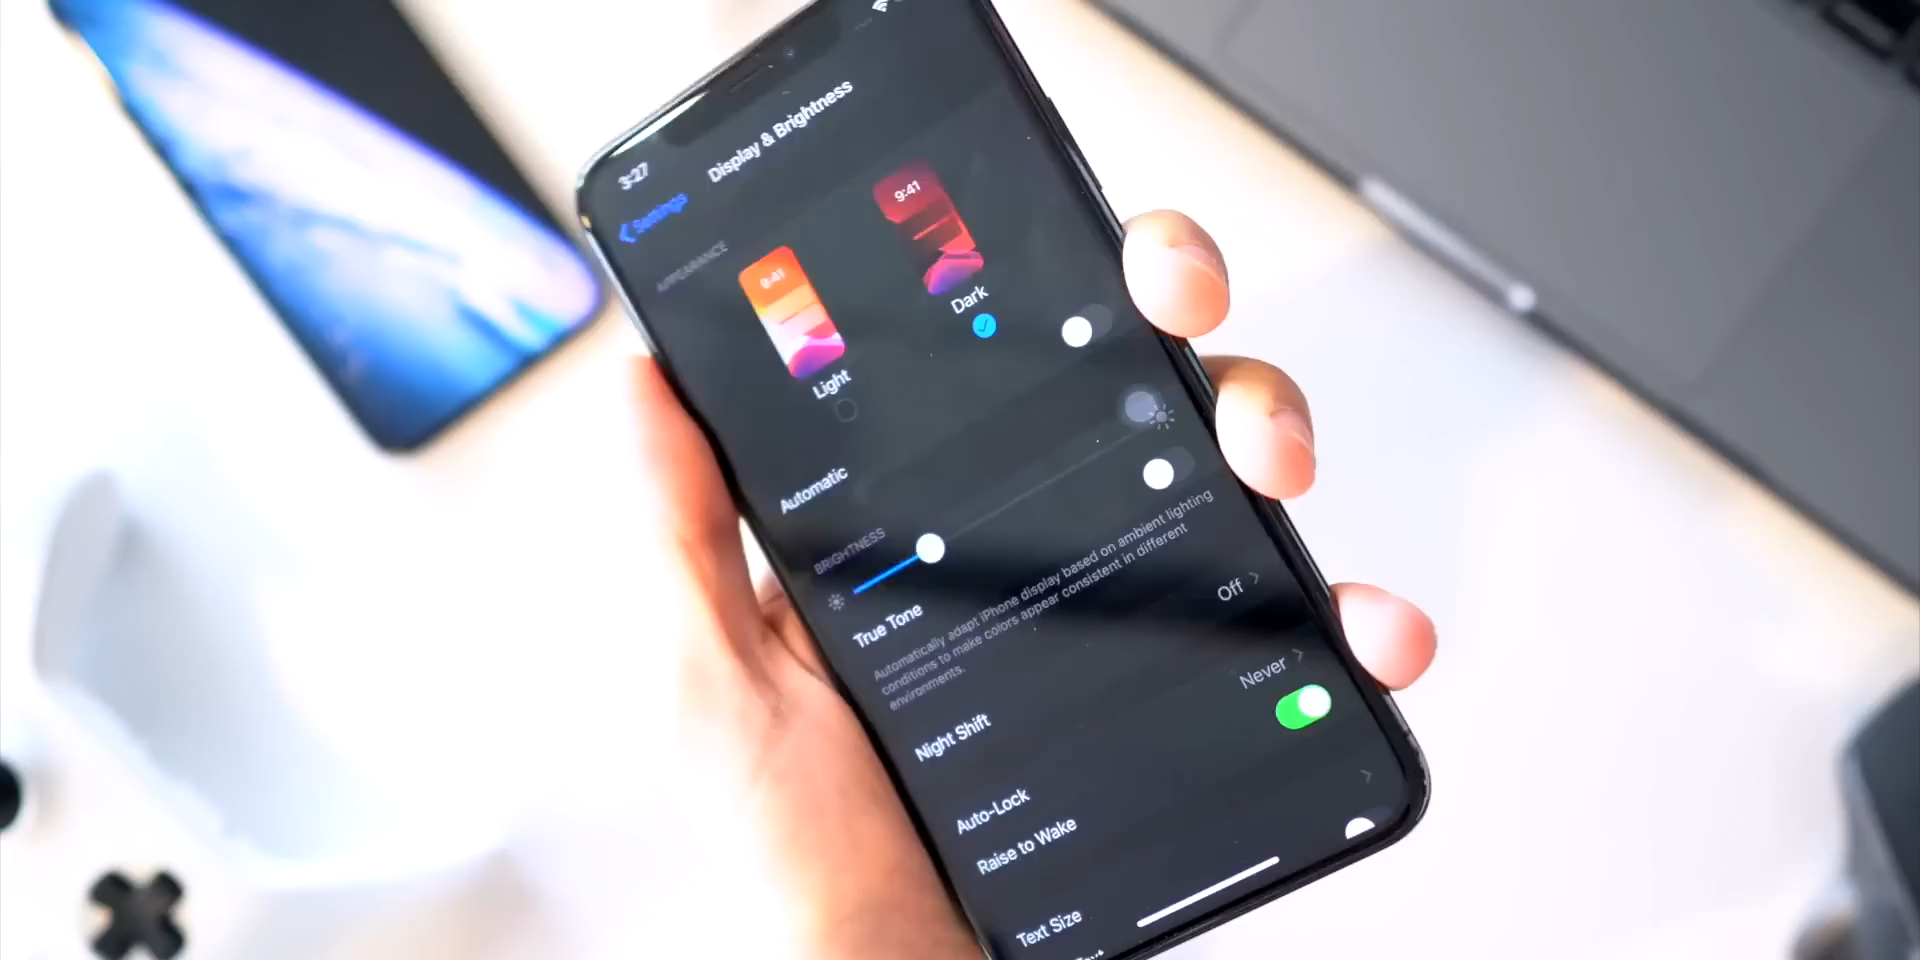 3:27
Settings
Display & Brightness
APPEARANCE
9:41
9:41
Light
Dark
Automatic
BRIGHTNESS
True Tone
Automatically adapt iPhone display based on ambient lighting
conditions to make colors appear consistent in different
environments.
Night Shift
Off
Auto-Lock
Never
Raise to Wake
Text Size